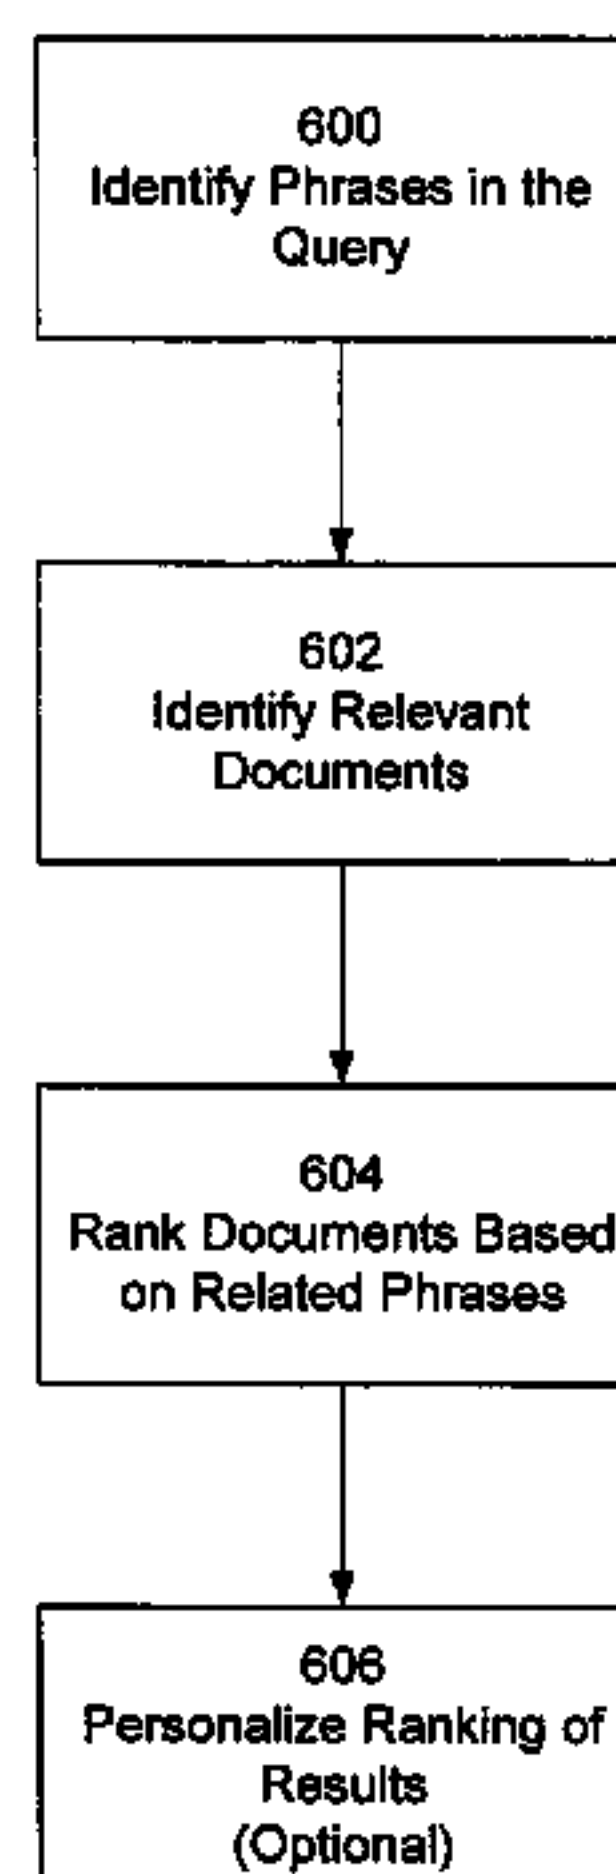 600
Identify Phrases in the
Query
602
Identify Relevant
Documents
604
Rank Documents Based
on Related Phrases
606
Personalize Ranking of
Results
(Optional)